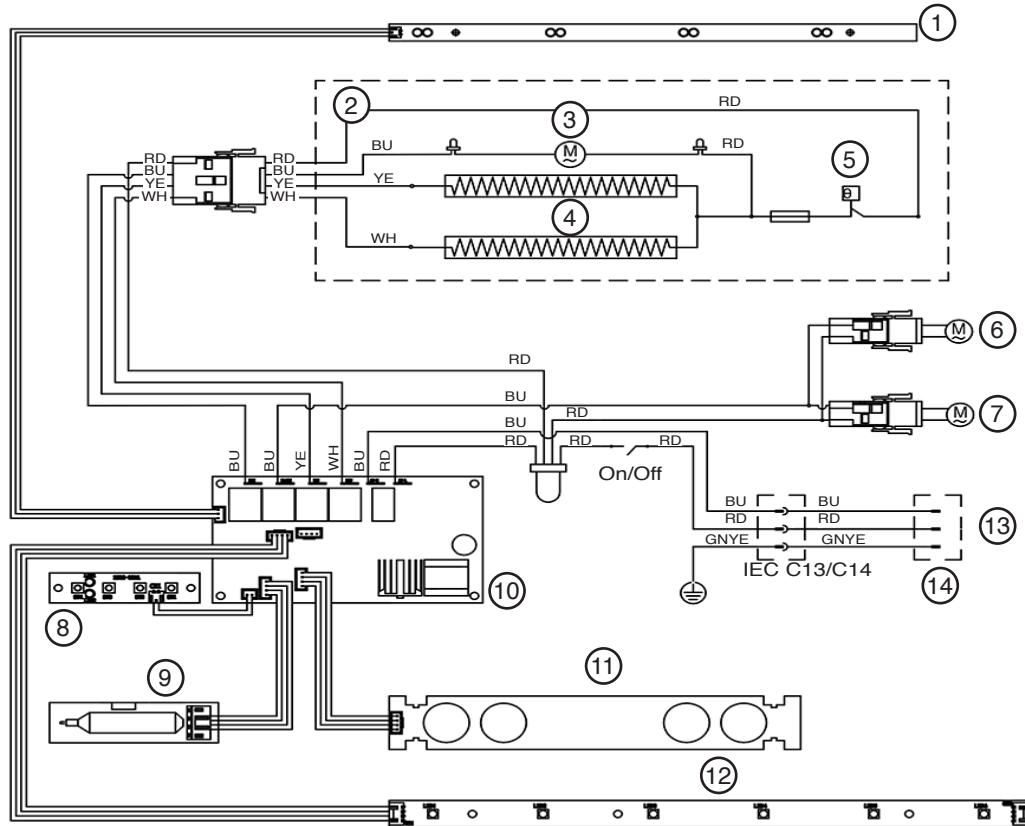 1
2
RD
3
BU
M
RD
5
RD RD
BU BU
YE YE
WH WH
YE
θ
4
WH
M 6
RD
BU
M 7
RD
BU
RD RD RD
On/Off
BU BU YE WH BU RD
BU BU
RD RD
GNYE GNYE
13
IEC C13/C14
14
10
8
9
11
12